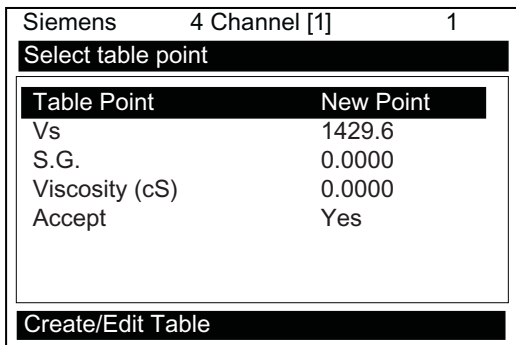 Siemens 4 Channel [1] 1
Select table point
Table Point New Point
Vs 1429.6
S.G. 0.0000
Viscosity (cS) 0.0000
Accept Yes
Create/Edit Table